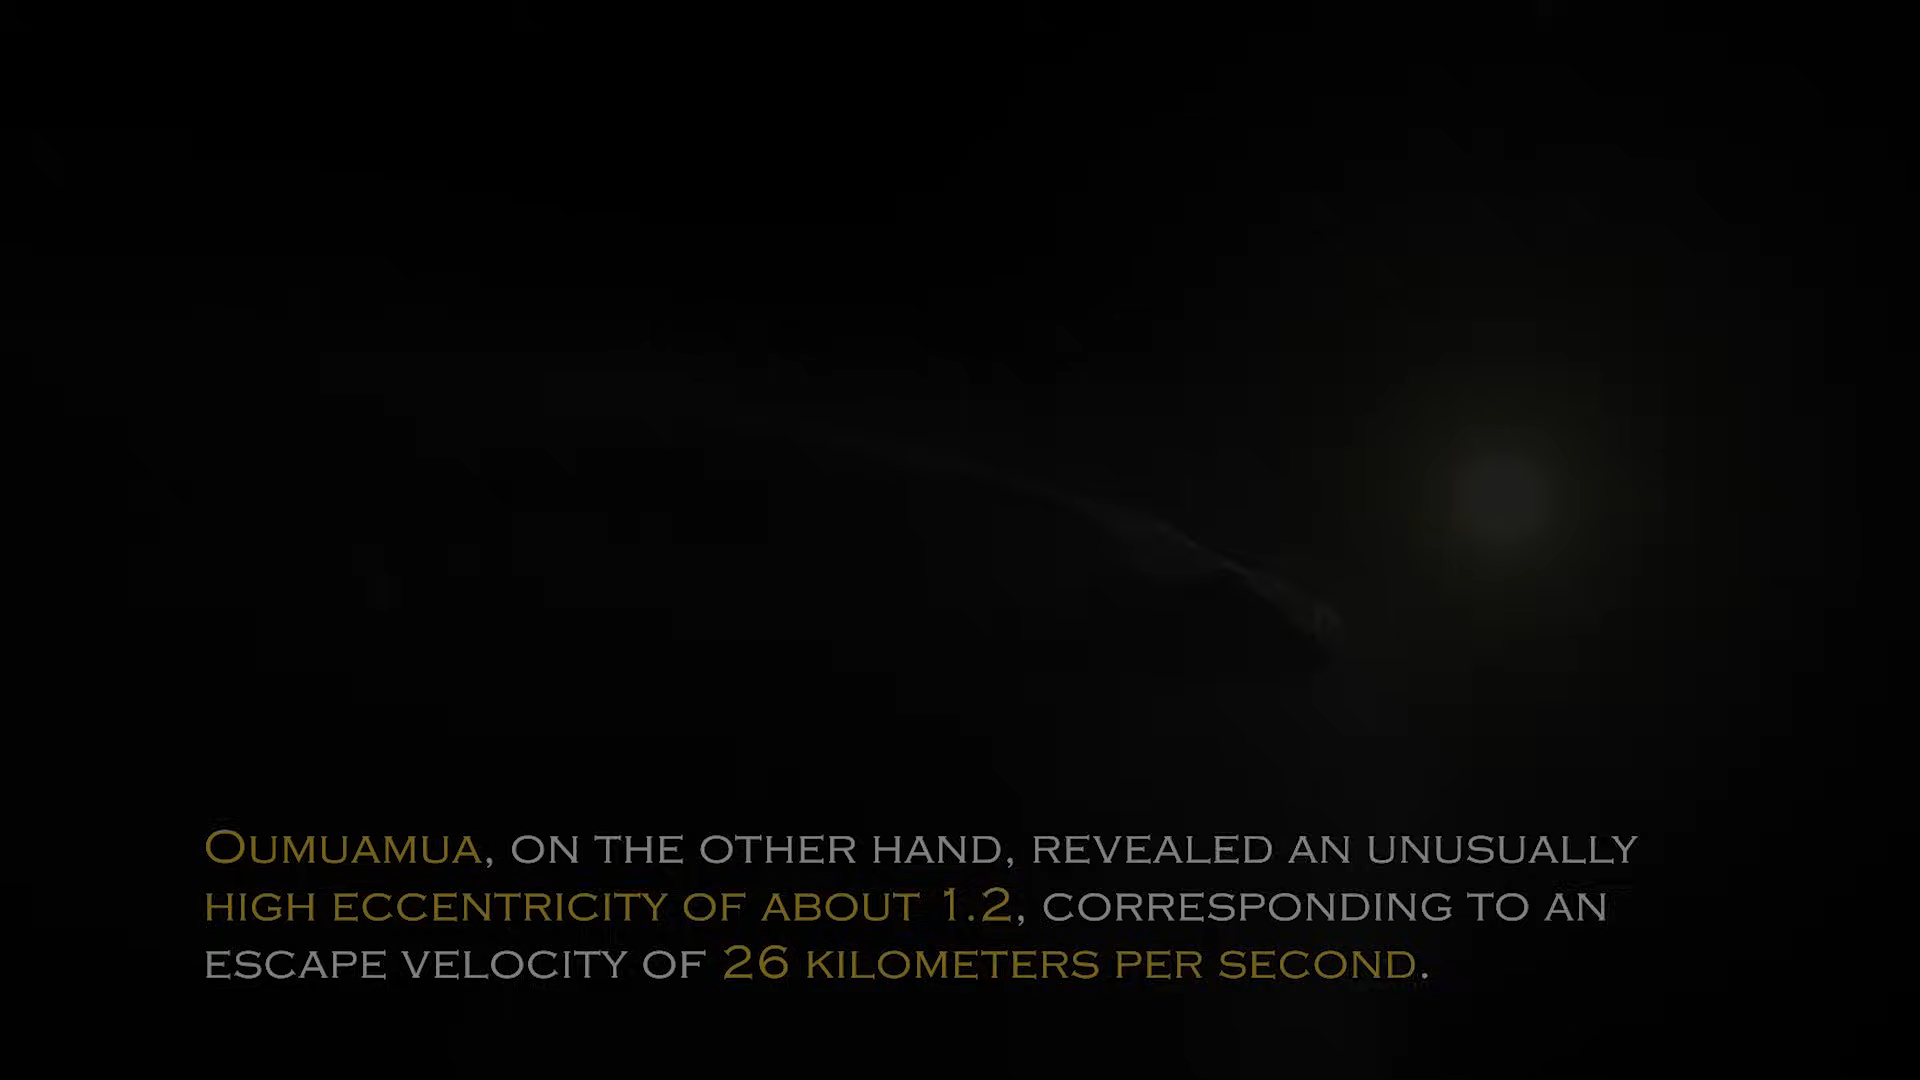 Oumuamua, on the other hand, revealed an unusually
high eccentricity of about 1.2, corresponding to an
escape velocity of 26 kilometers per second.